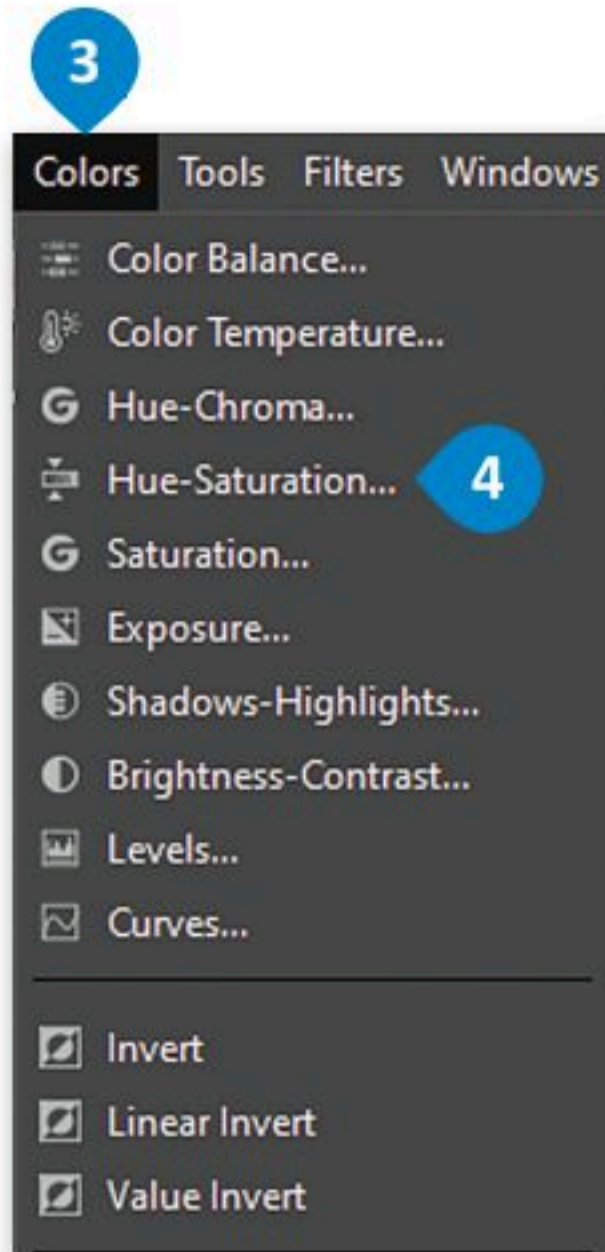 3
Colors Tools Filters Windows
Color Balance...
Color Temperature...
Hue-Chroma...
Hue-Saturation... 4
Saturation...
Exposure...
Shadows-Highlights...
Brightness-Contrast...
Levels...
Curves...
Invert
Linear Invert
Value Invert